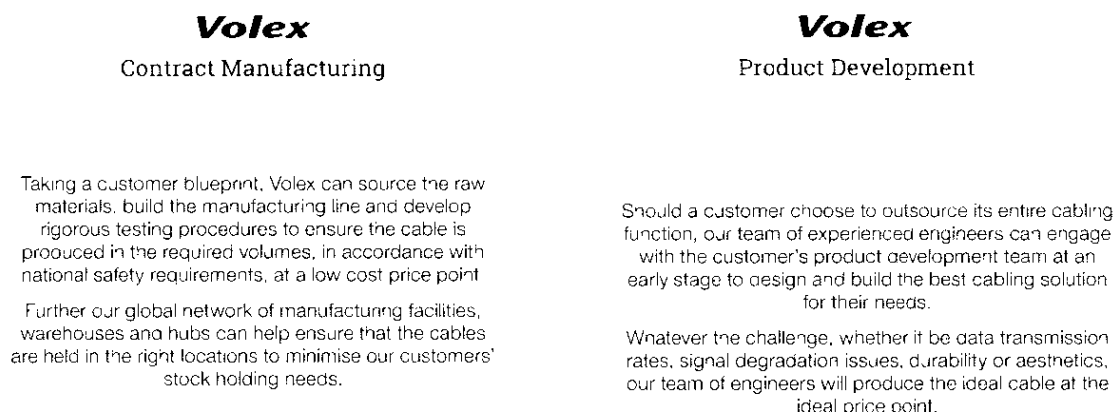 Volex
Contract Manufacturing
Taking a customer blueprint, Volex can source the raw
materials, build the manufacturing line and develop
rigorous testing procedures to ensure the cable is
produced in the required volumes, in accordance with
national safety requirements, at a low cost price point
Further our global network of manufacturing facilities,
warehouses and hubs can help ensure that the cables
are held in the right locations to minimise our customers'
stock holding needs.
Volex
Product Development
Should a customer choose to outsource its entire cabling
function, our team of experienced engineers can engage
with the customer's product development team at an
early stage to design and build the best cabling solution
for their needs.
Whatever the challenge, whether it be data transmission
rates, signal degradation issues, durability or aesthetics,
our team of engineers will produce the ideal cable at the
ideal price point.